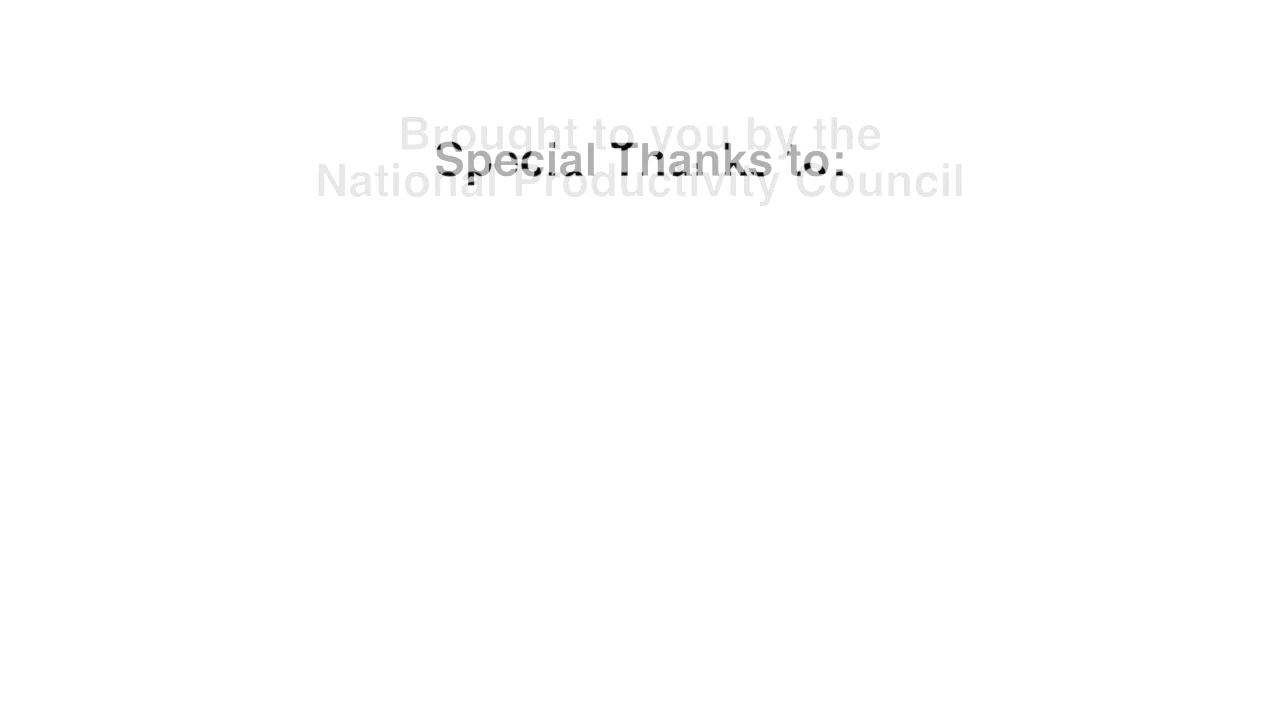 Brought to you by the
Special Thanks to:
National Productivity Council